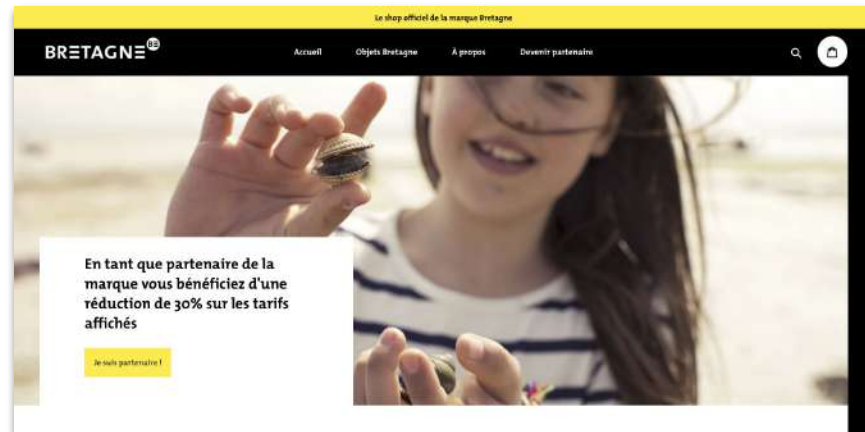 Le shop officiel de la marque Bretagne
BRETAGNE BE
Accueil Objets Bretagne À propos Devenir partenaire
En tant que partenaire de la
marque vous bénéficiez d'une
réduction de 30% sur les tarifs
affichés
Je suis partenaire !